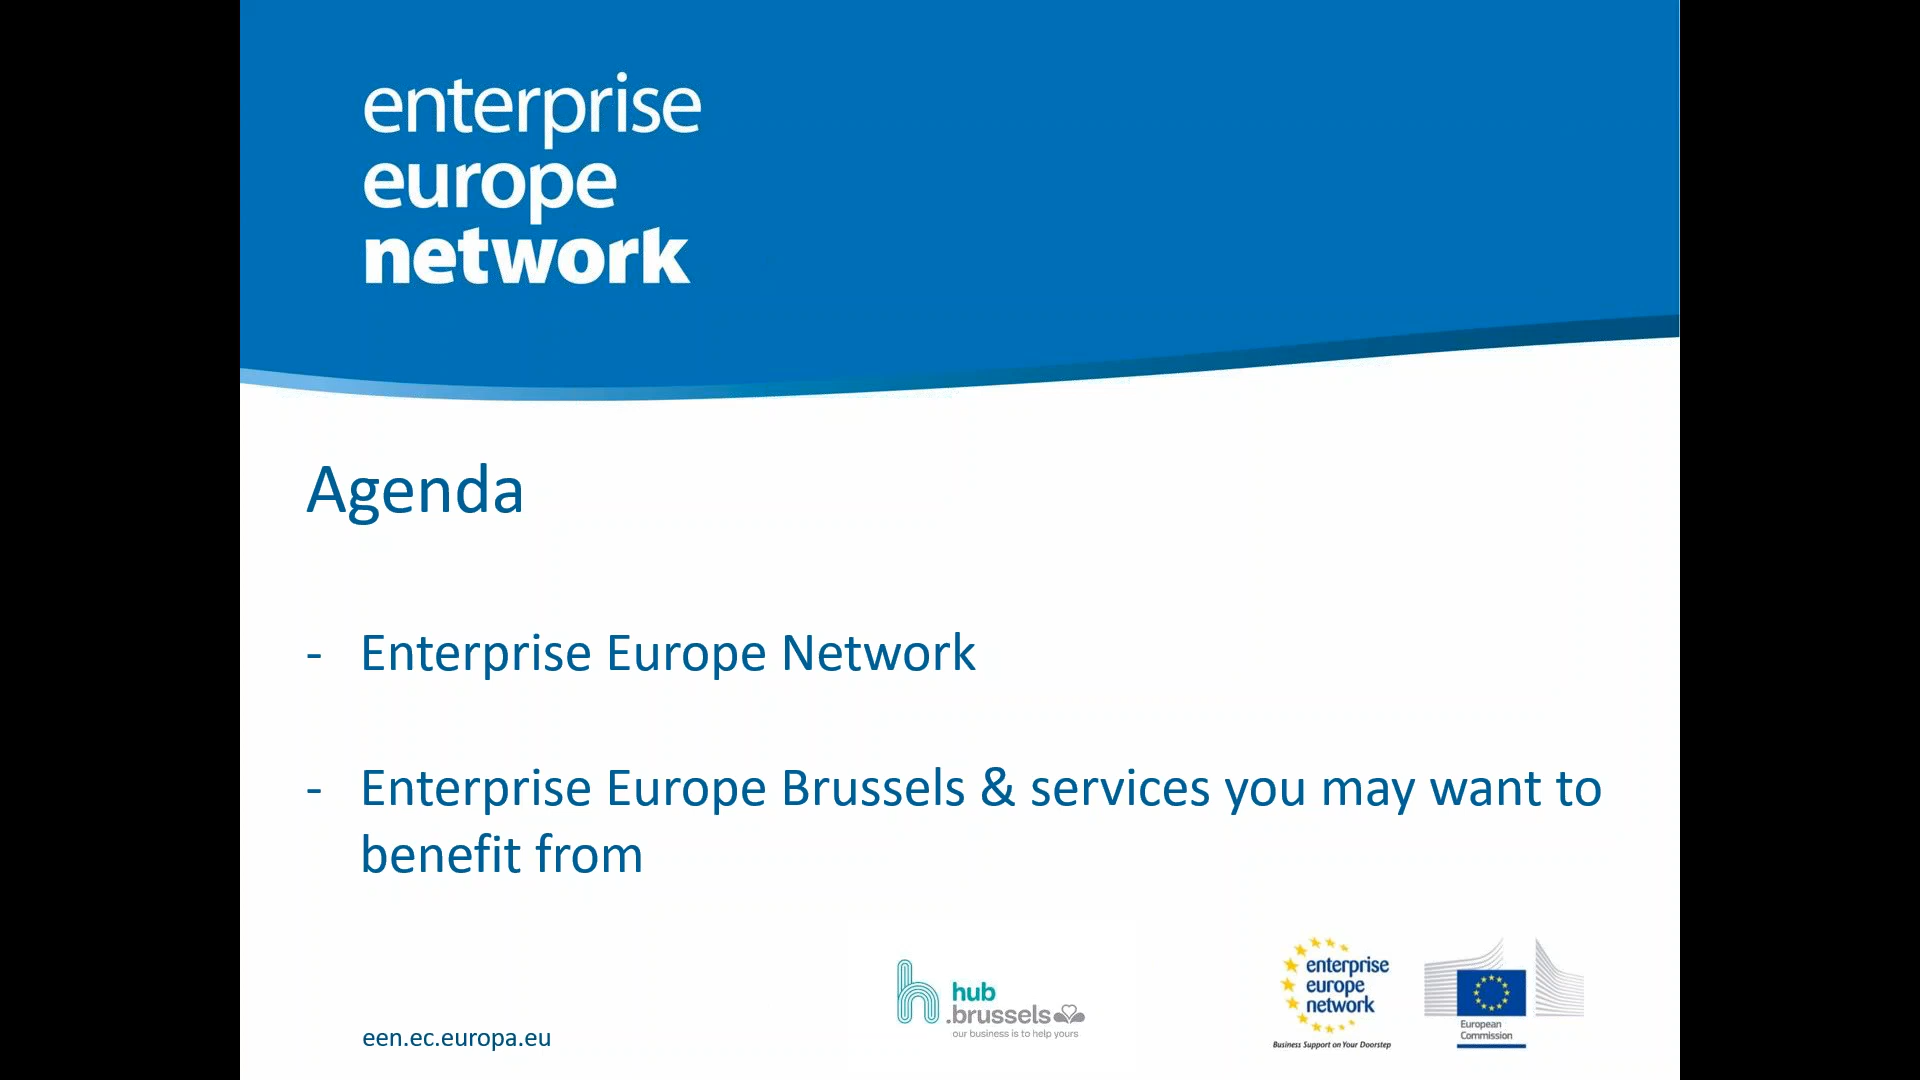 enterprise
europe
network
Agenda
- Enterprise Europe Network
- Enterprise Europe Brussels & services you may want to
benefit from
een.ec.europa.eu
hub
.brussels
our business is to help yours
enterprise
europe
network
Business Support on Your Doorstep
European
Commission